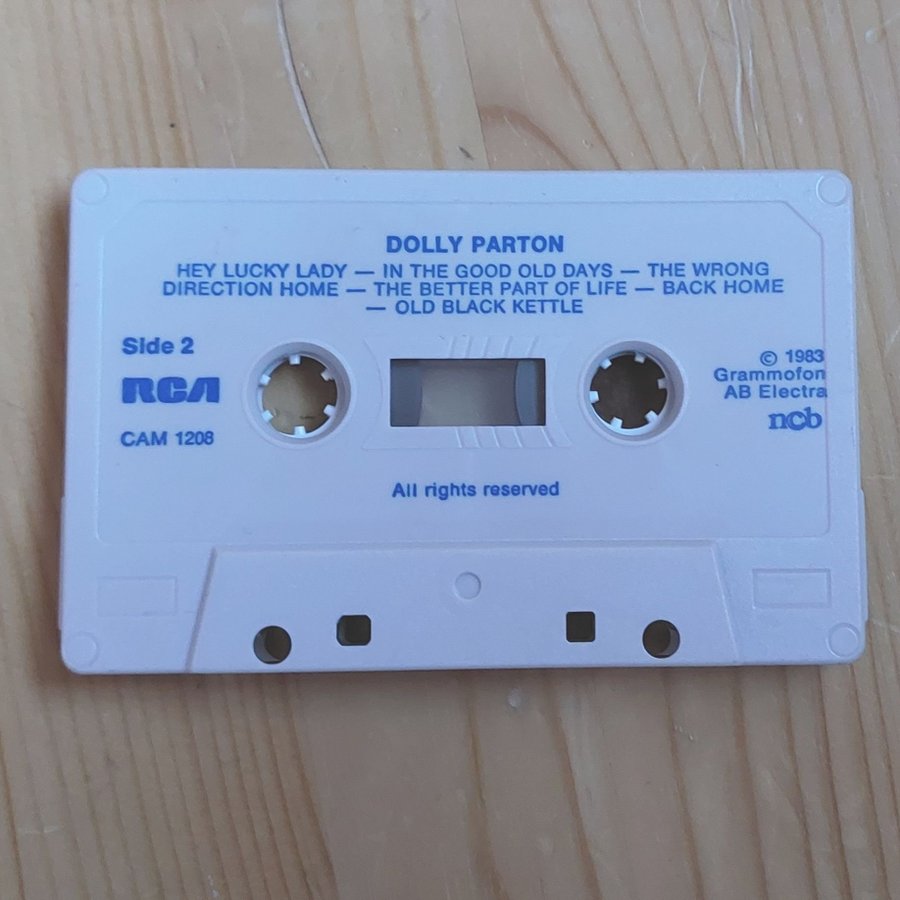 DOLLY PARTON
HEY LUCKY LADY — IN THE GOOD OLD DAYS — THE WRONG
DIRECTION HOME — THE BETTER PART OF LIFE — BACK HOME
— OLD BLACK KETTLE
Side 2
RCA
CAM 1208
© 1983
Grammofon
AB Electra
ncb
All rights reserved